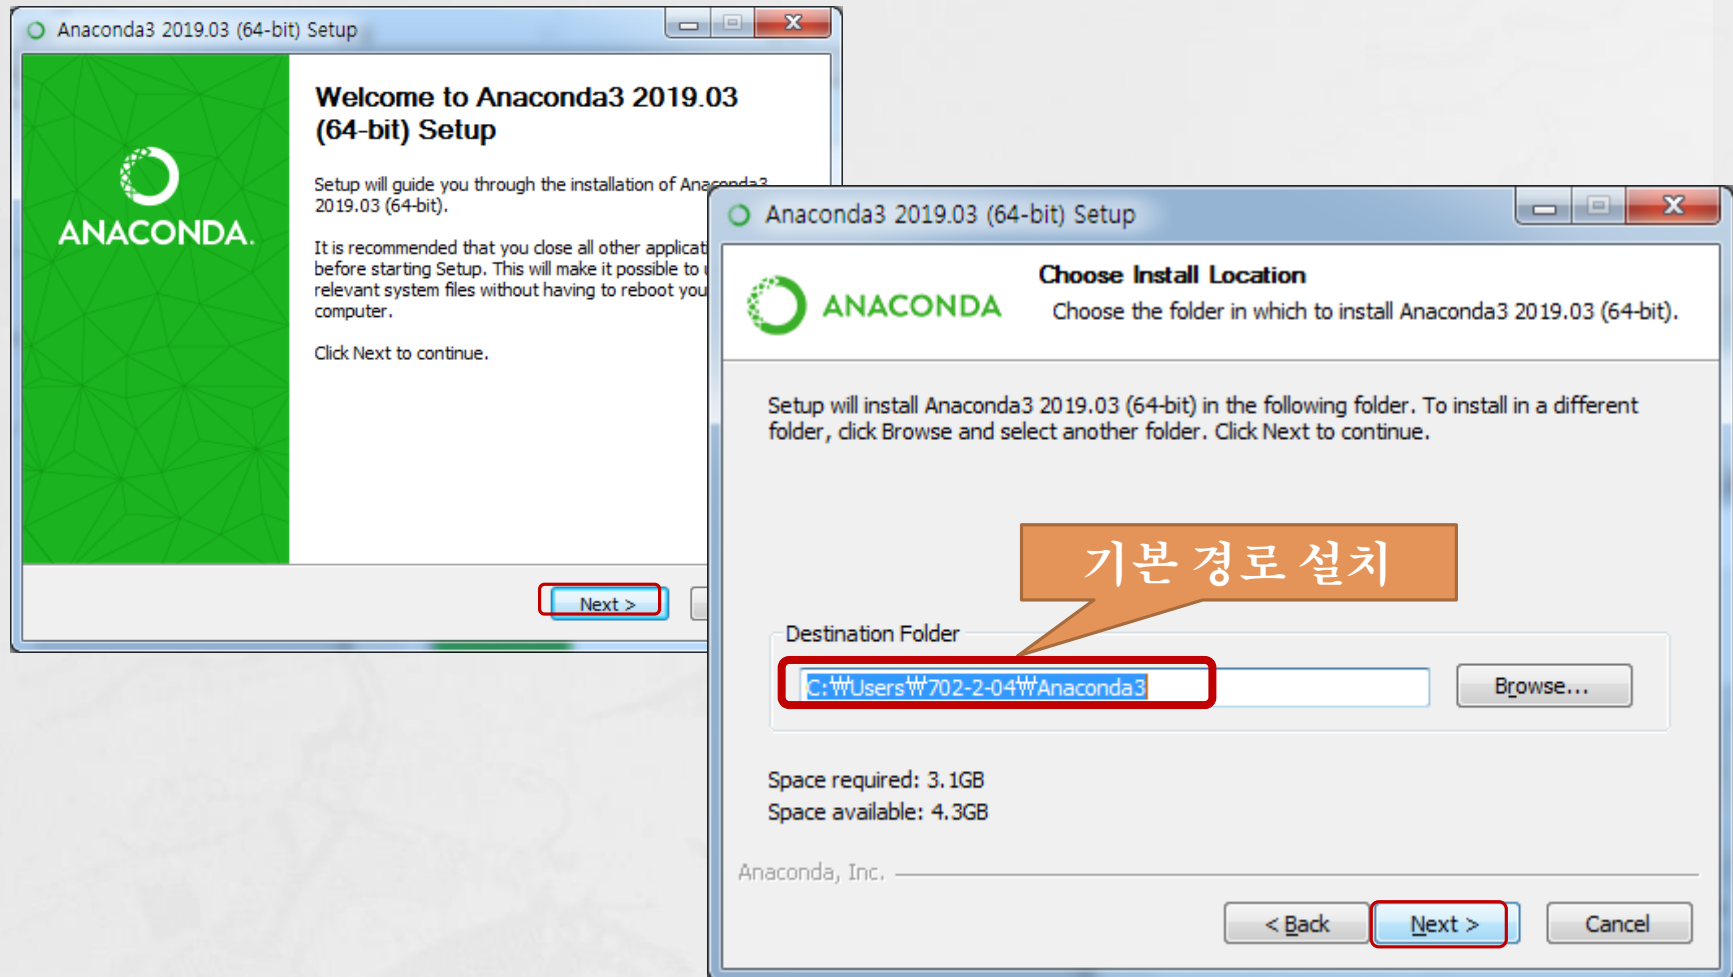 Anaconda3 2019.03 (64-bit) Setup
Welcome to Anaconda3 2019.03
(64-bit) Setup
ANACONDA.
Setup will guide you through the installation of Anaconda3
2019.03 (64-bit).
It is recommended that you close all other applicati
before starting Setup. This will make it possible to
relevant system files without having to reboot you
computer.
Click Next to continue.
Next >
Anaconda3 2019.03 (64-bit) Setup
ANACONDA
Choose Install Location
Choose the folder in which to install Anaconda3 2019.03 (64-bit).
Setup will install Anaconda3 2019.03 (64-bit) in the following folder. To install in a different
folder, click Browse and select another folder. Click Next to continue.
기본 경로 설치
Destination Folder
C:₩Users₩702-2-04₩Anaconda3
Browse...
Space required: 3.1GB
Space available: 4.3GB
Anaconda, Inc.
< Back
Next >
Cancel